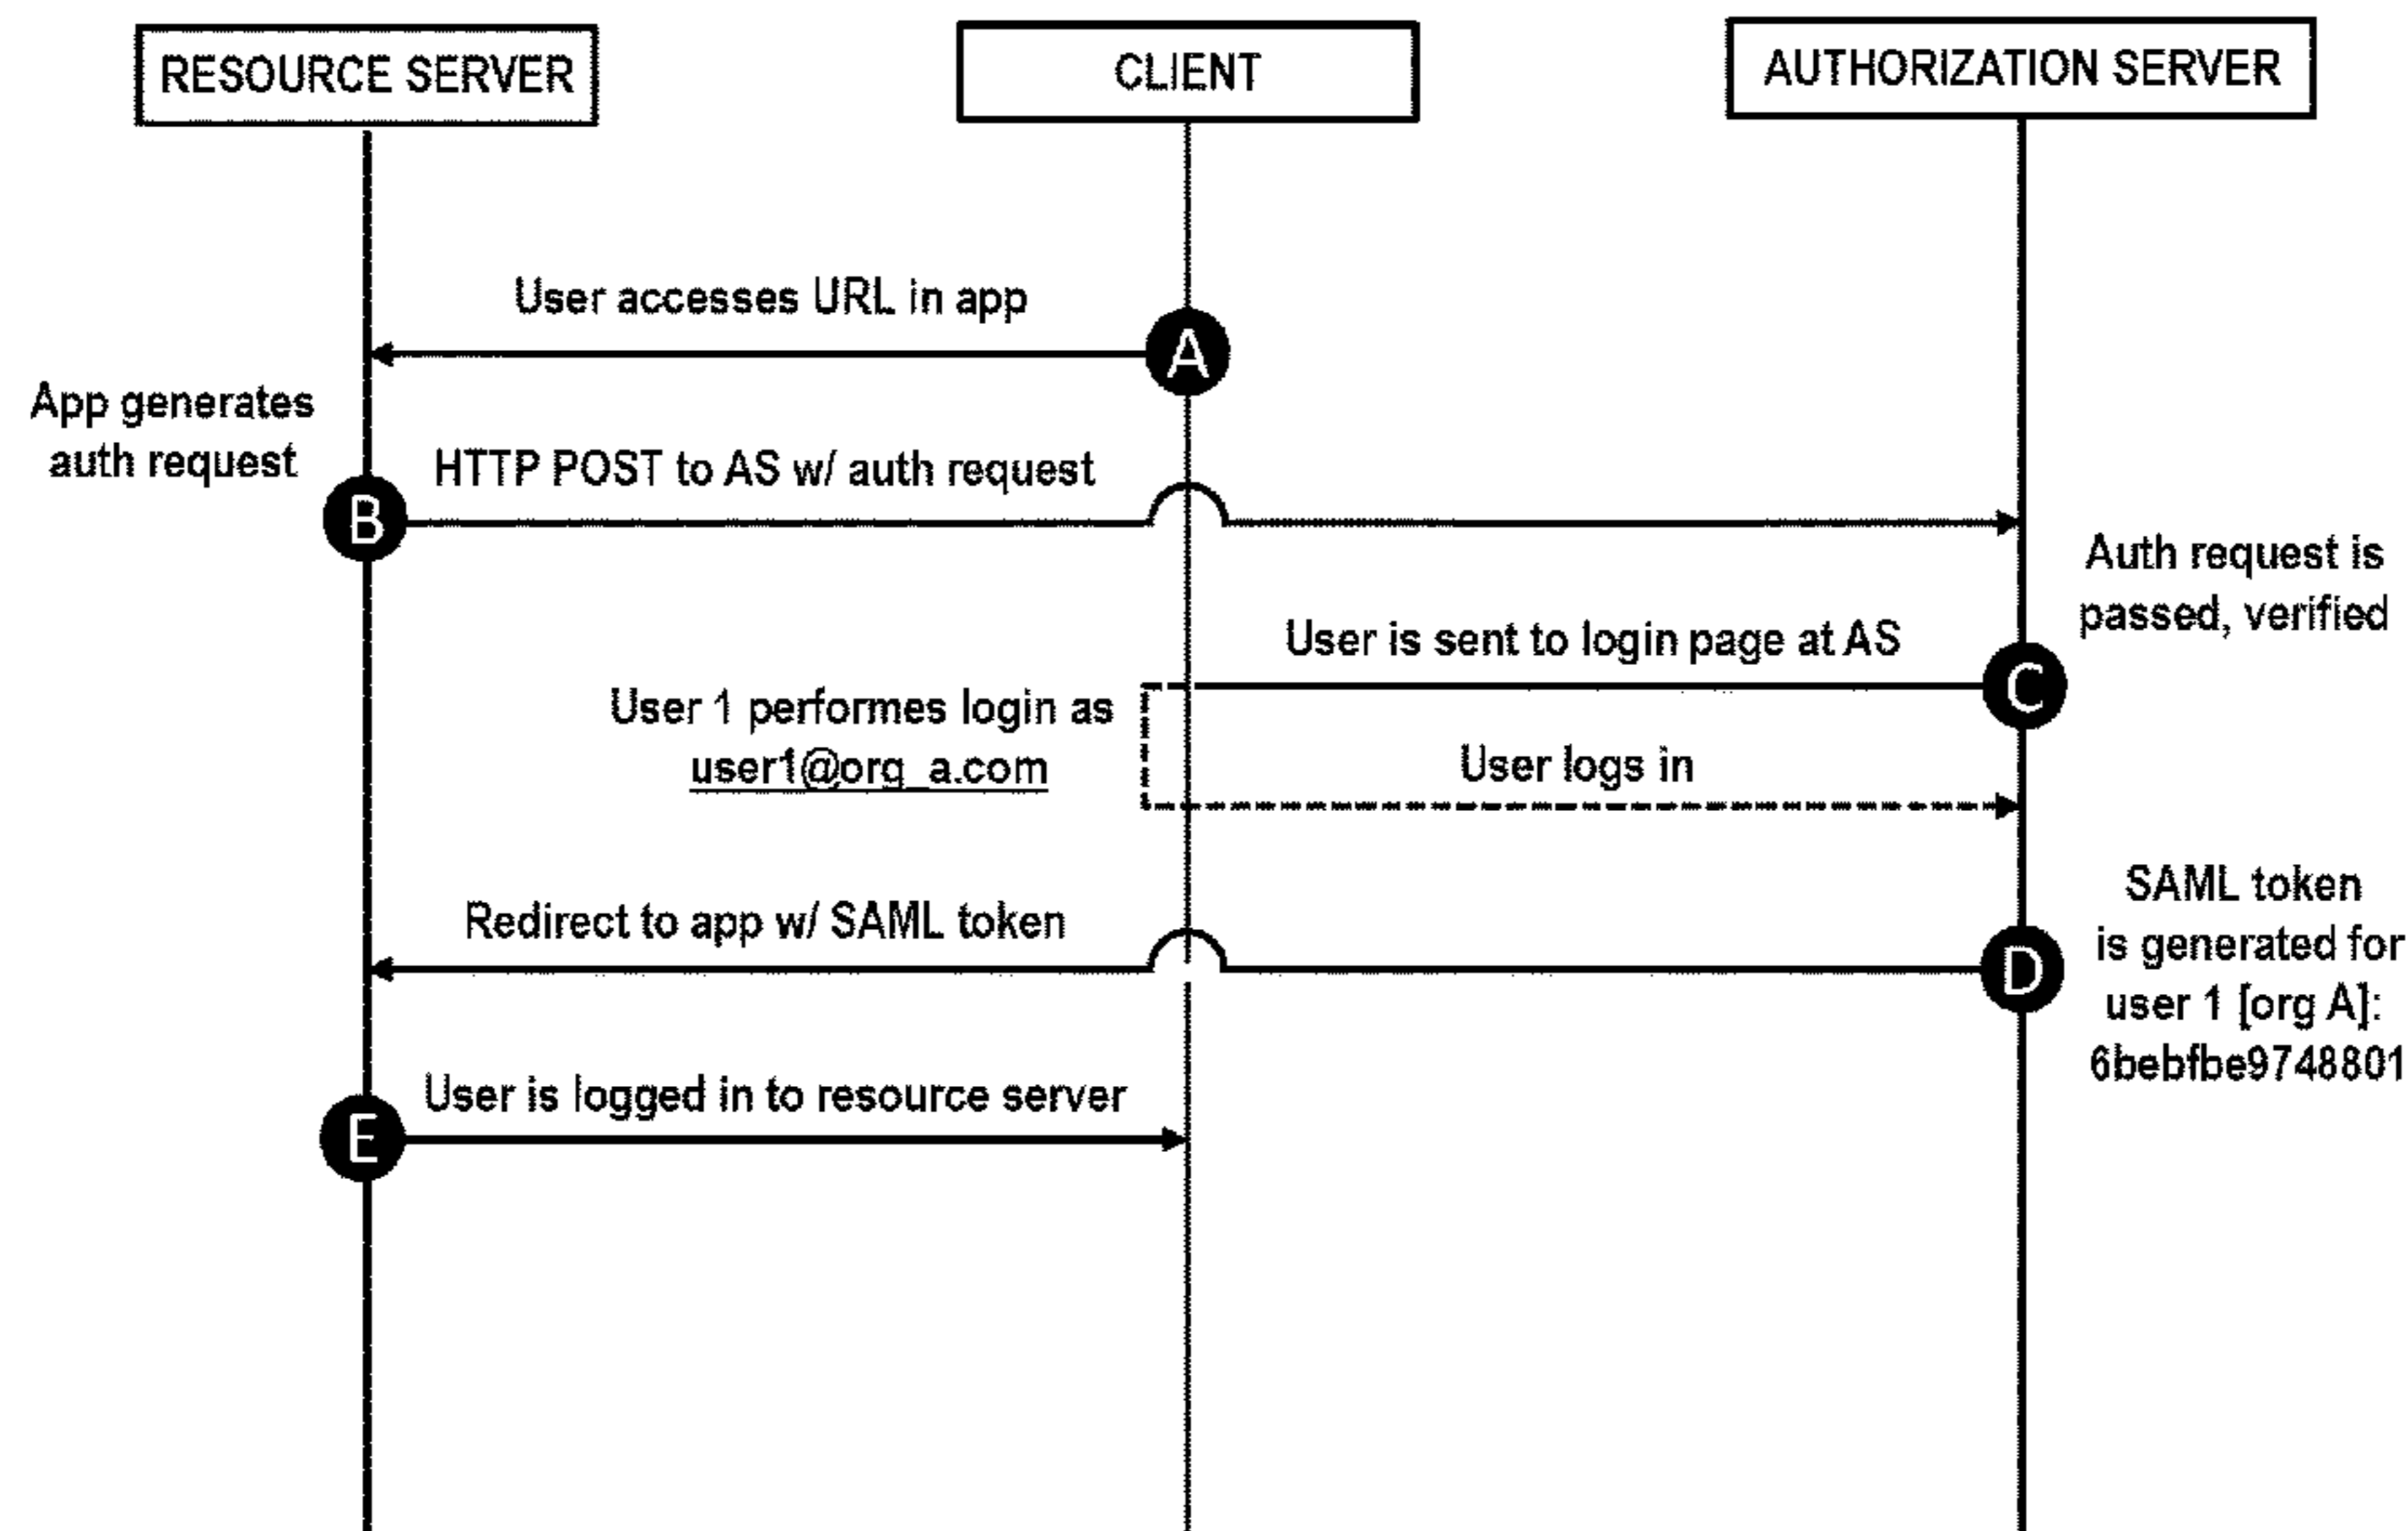 RESOURCE SERVER
CLIENT
AUTHORIZATION SERVER
User accesses URL in app
A
App generates
auth request
HTTP POST to AS w/ auth request
B
Auth request is
passed, verified
User is sent to login page at AS
C
User 1 performes login as
user1@org_a.com
User logs in
SAML token
is generated for
user 1 [org A]:
6bebfbe9748801
Redirect to app w/ SAML token
D
User is logged in to resource server
E